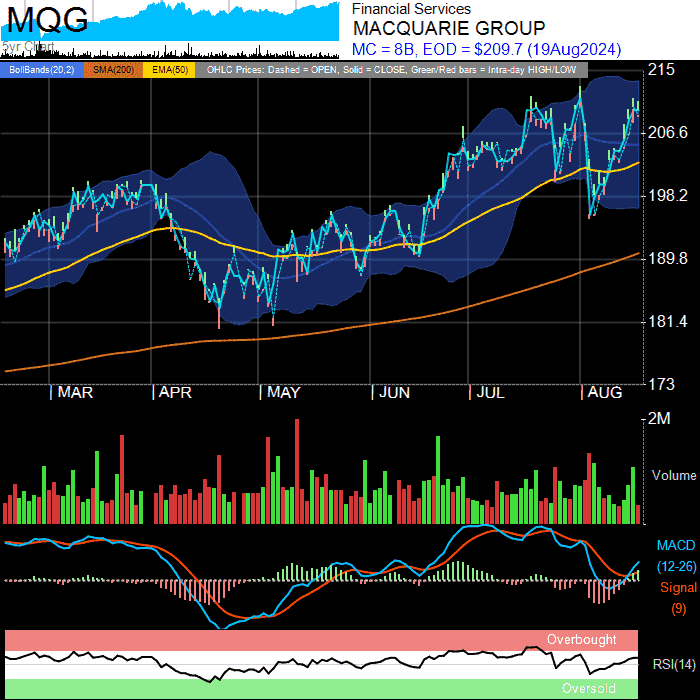 MQG
5yr Chart
Financial Services
MACQUARIE GROUP
MC = 8B, EOD = $209.7 (19Aug2024)
BollBands(20,2) SMA(200) EMA(50) OHLC Prices: Dashed = OPEN, Solid = CLOSE, Green/Red bars = Intra-day HIGH/LOW
215
206.6
198.2
189.8
181.4
173
MAR APR MAY JUN JUL AUG
2M
Volume
MACD
(12-26)
Signal
(9)
Overbought
RSI(14)
Oversold